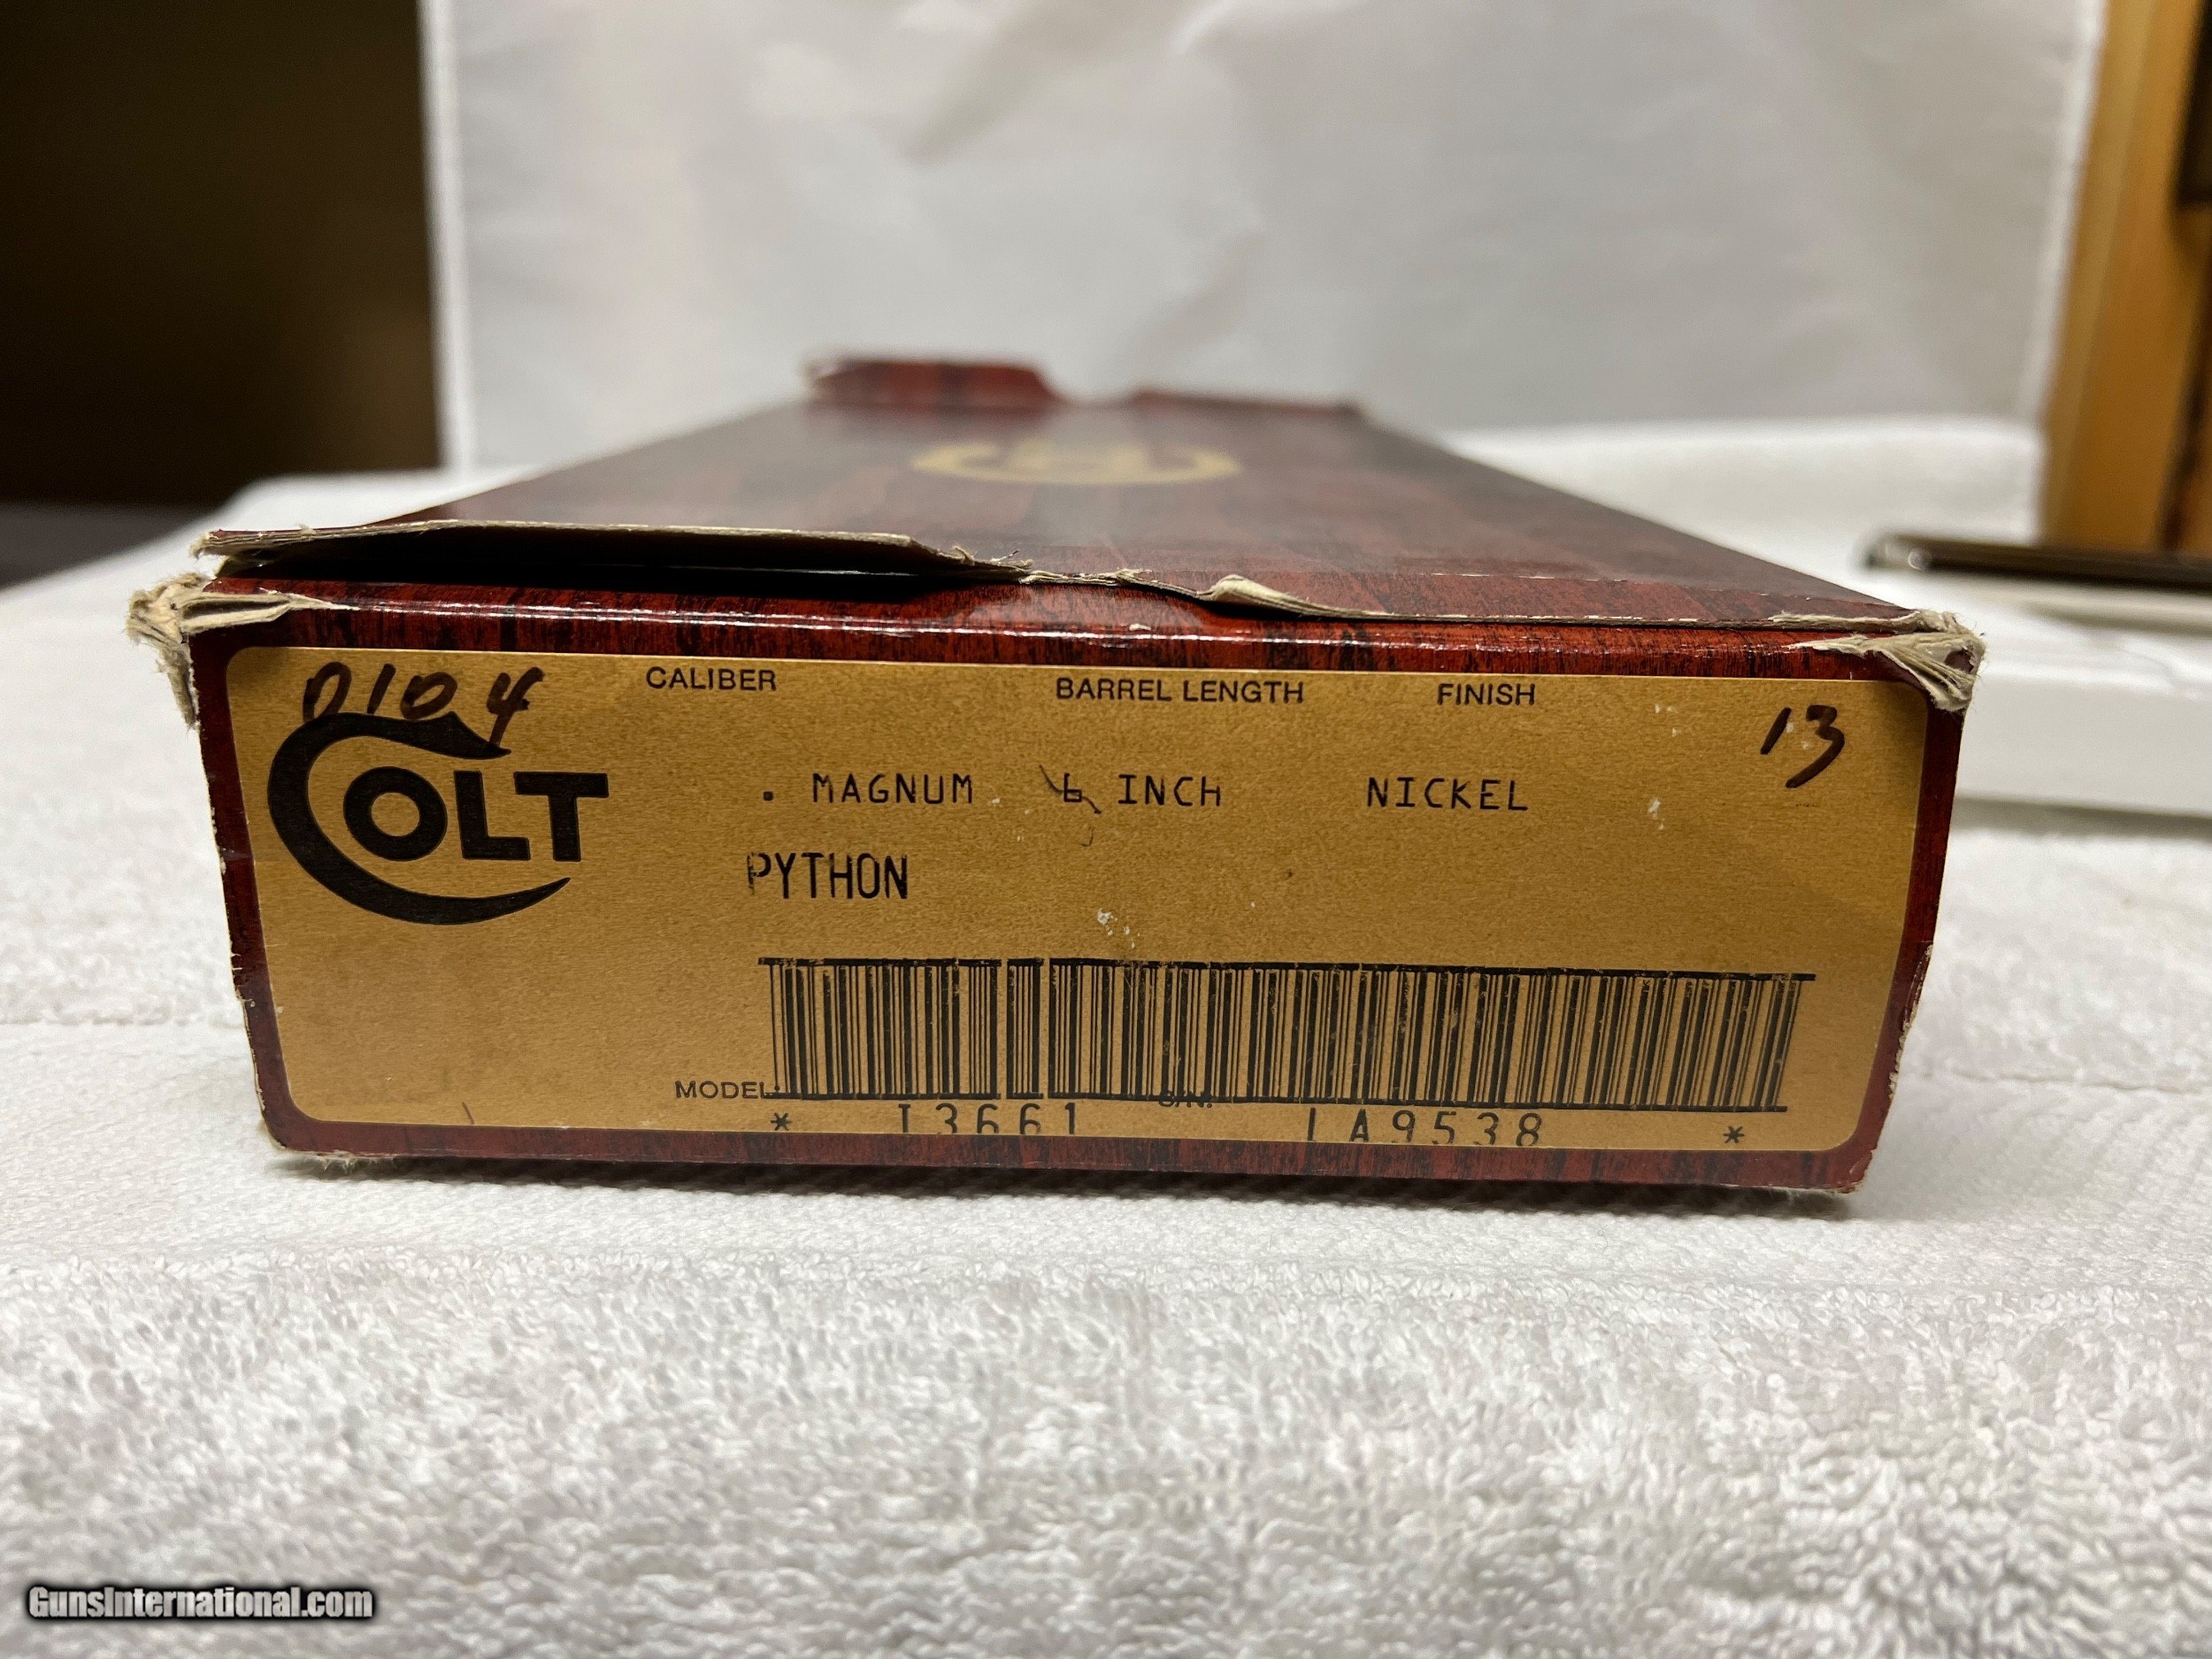 0104
CALIBER BARREL LENGTH FINISH
13
COLT
. MAGNUM 6 INCH NICKEL
PYTHON
MODEL: S/N:
* I3661 LA9538 *
GunsInternational.com